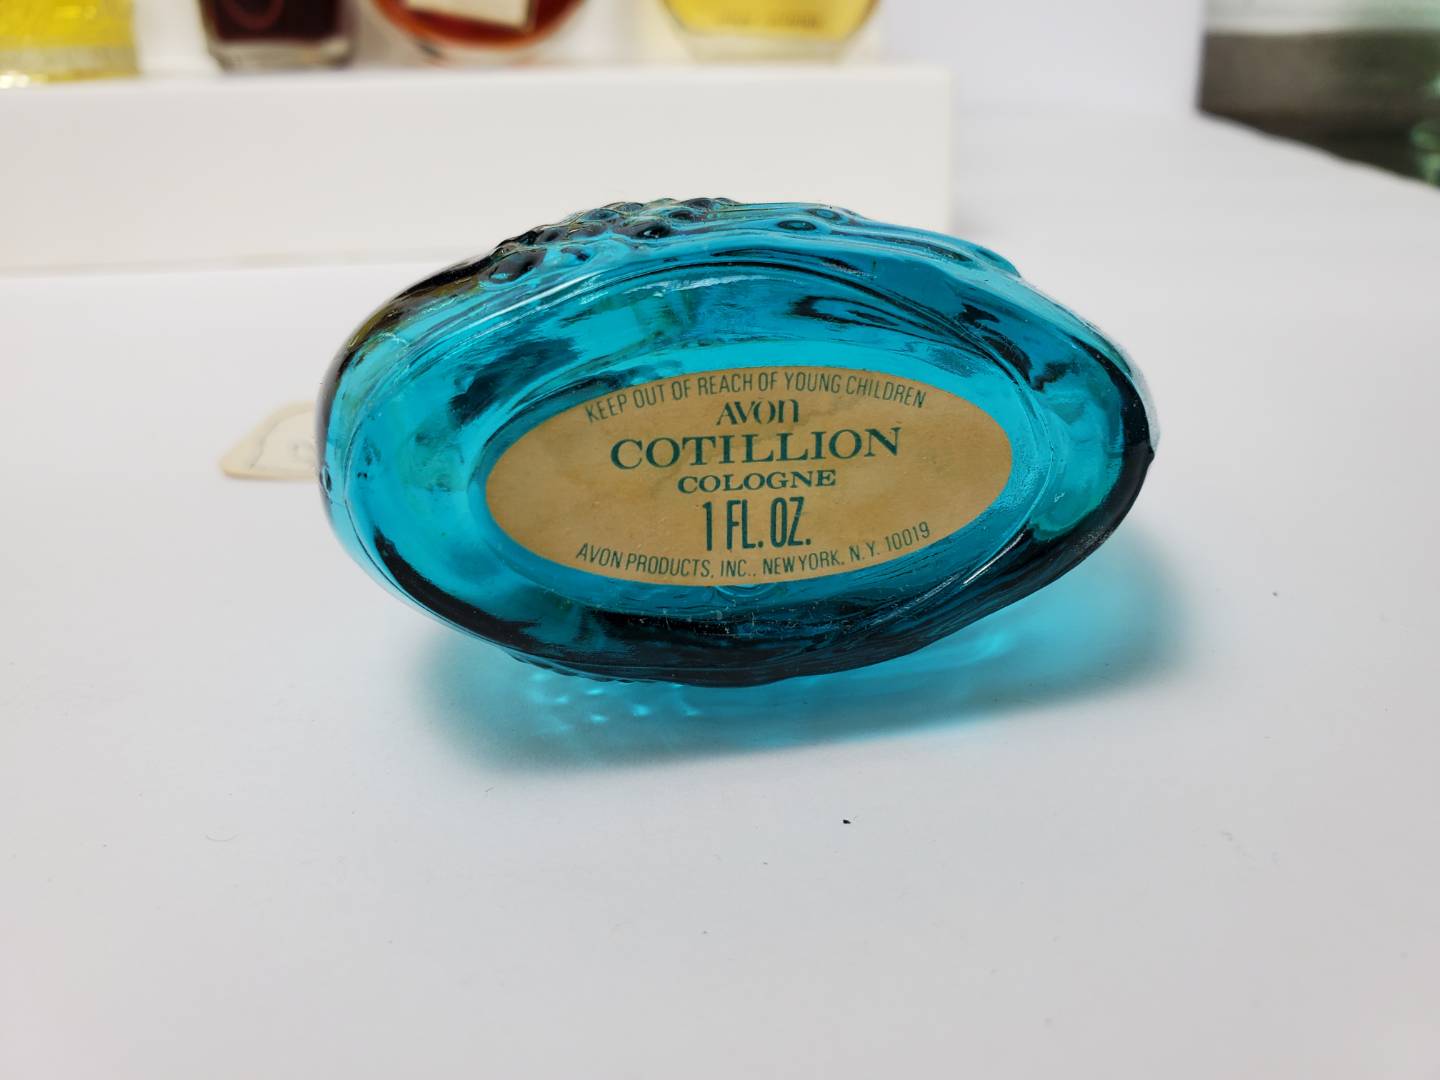 KEEP OUT OF REACH OF YOUNG CHILDREN
AVON
COTILLION
COLOGNE
1 FL. OZ.
AVON PRODUCTS, INC., NEW YORK, N.Y. 10019